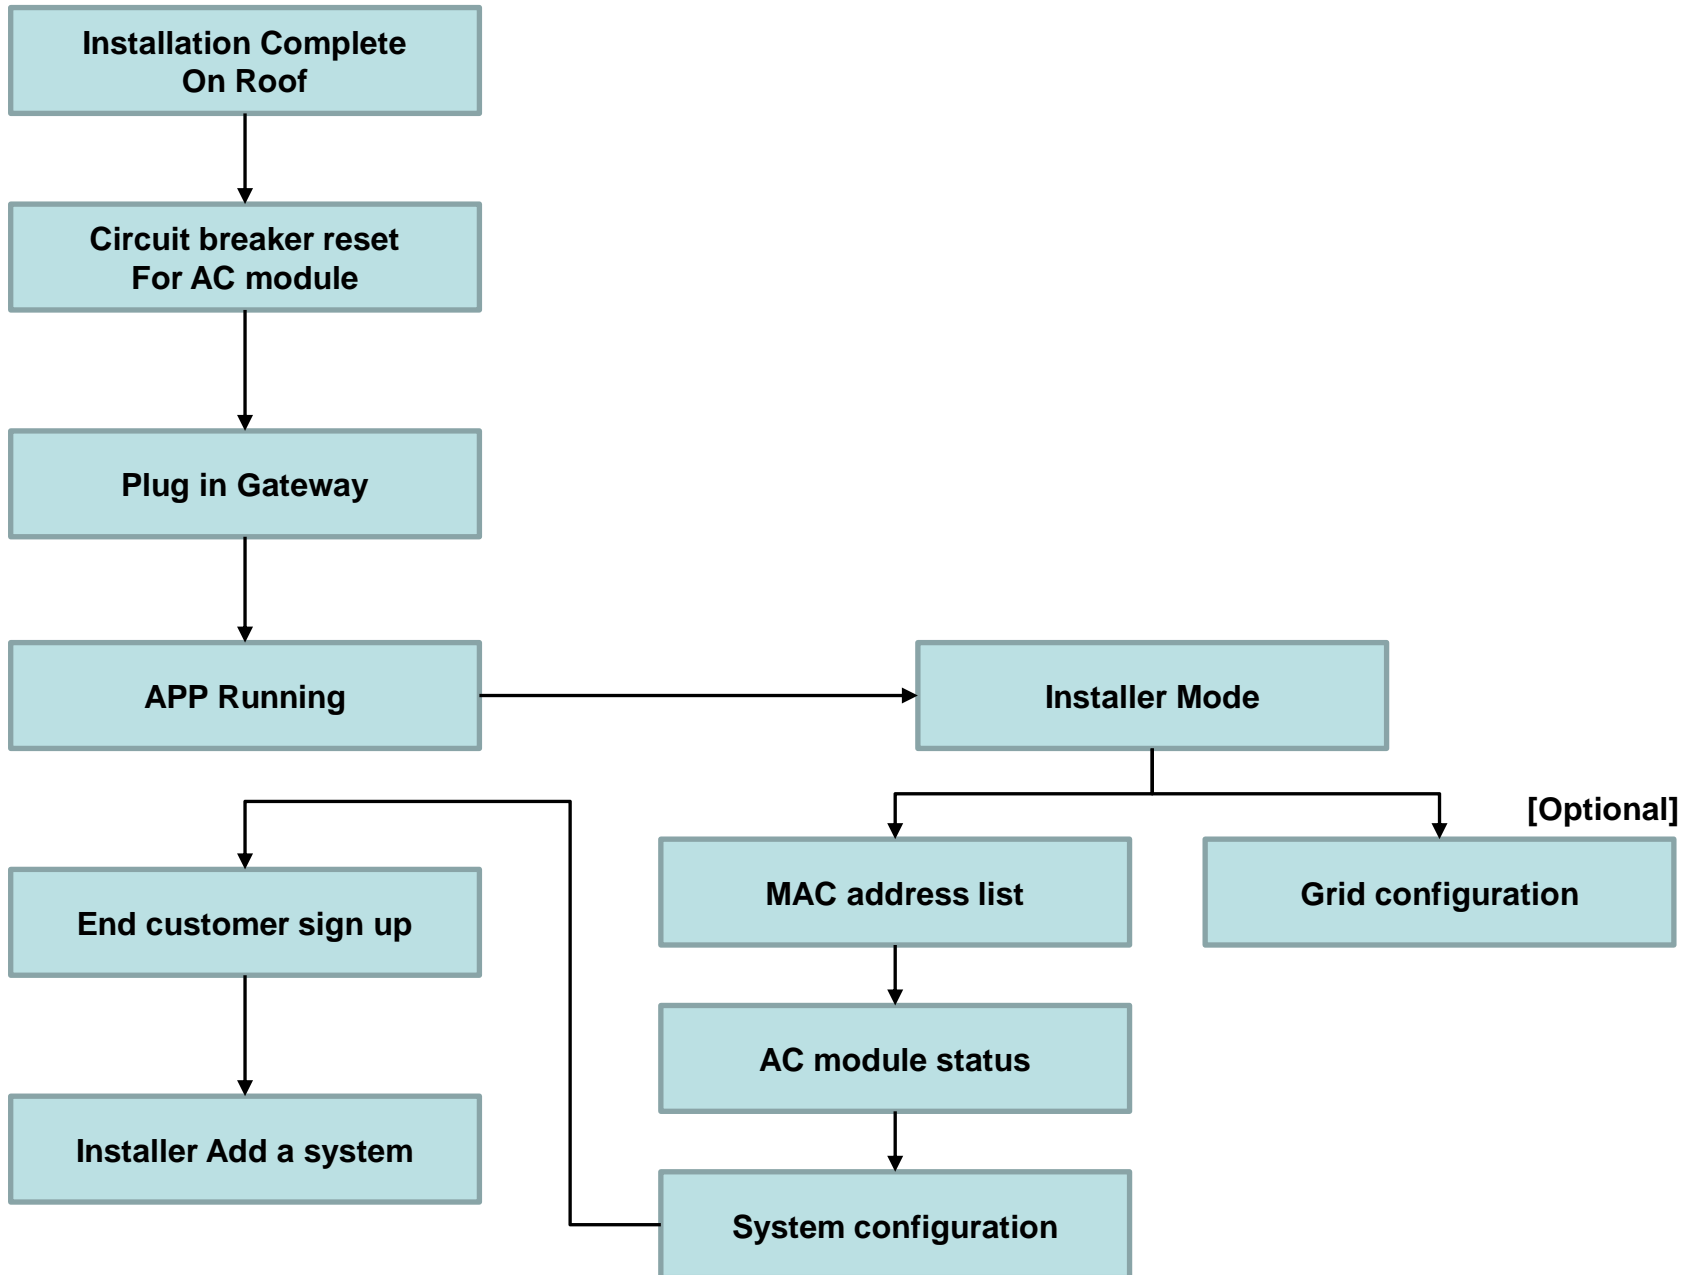 Installation Complete
On Roof
Circuit breaker reset
For AC module
Plug in Gateway
APP Running
Installer Mode
[Optional]
MAC address list
Grid configuration
End customer sign up
AC module status
Installer Add a system
System configuration